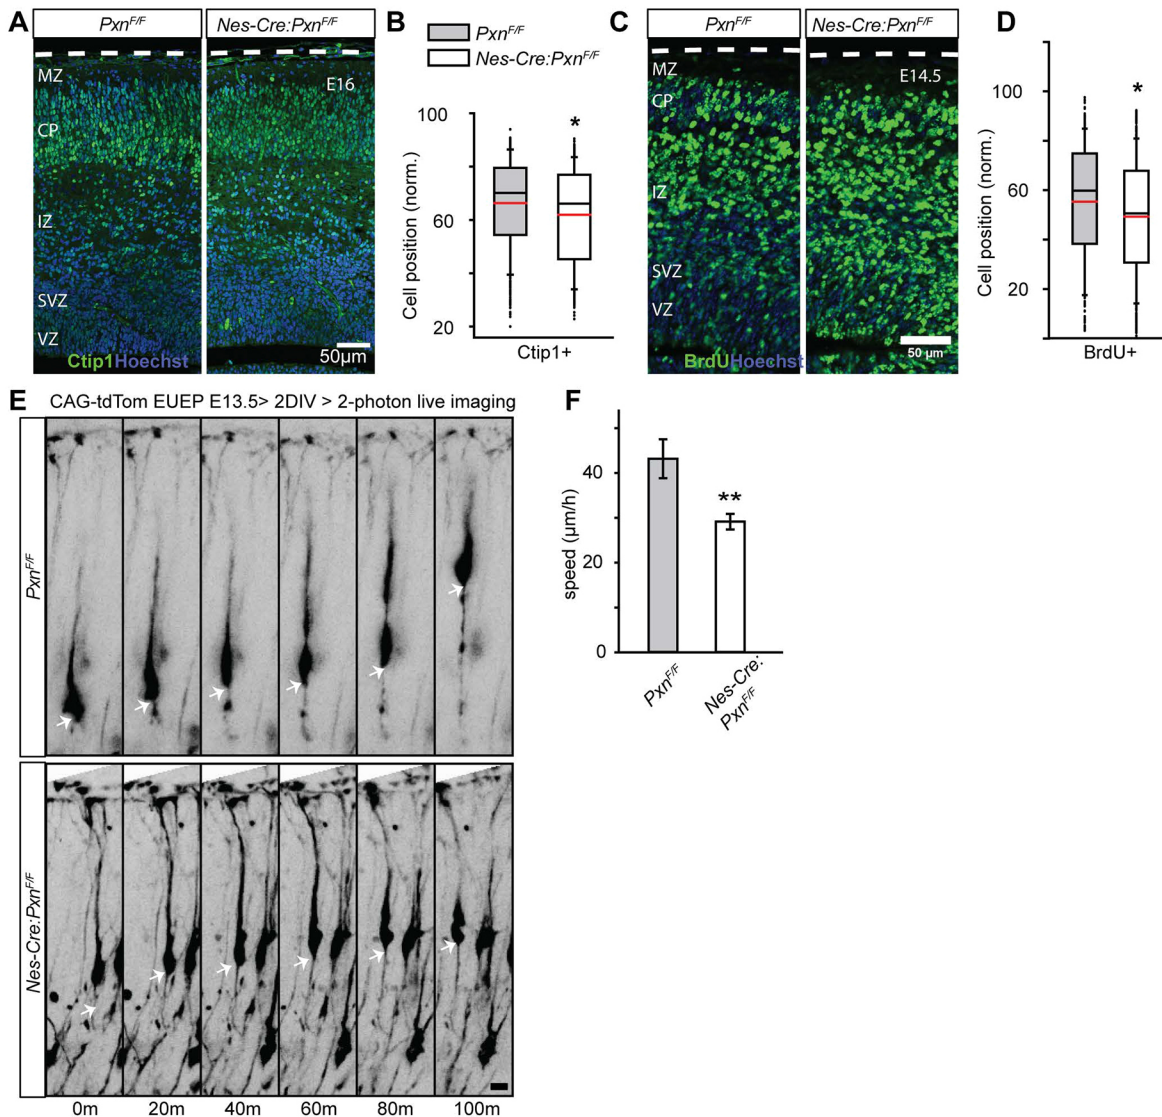 A
Pxn^F/F
Nes-Cre:Pxn^F/F
MZ
E16
CP
IZ
SVZ
VZ
Ctip1Hoechst
50µm
B
Pxn^F/F
Nes-Cre:Pxn^F/F
*
100
60
20
Cell position (norm.)
Ctip1+
C
Pxn^F/F
Nes-Cre:Pxn^F/F
MZ
E14.5
CP
IZ
SVZ
VZ
BrdUHoechst
50 µm
D
*
100
60
20
Cell position (norm.)
BrdU+
E
CAG-tdTom EUEP E13.5> 2DIV > 2-photon live imaging
Pxn^F/F
Nes-Cre:Pxn^F/F
0m 20m 40m 60m 80m 100m
F
**
40
20
0
speed (µm/h)
Pxn^F/F
Nes-Cre:
Pxn^F/F